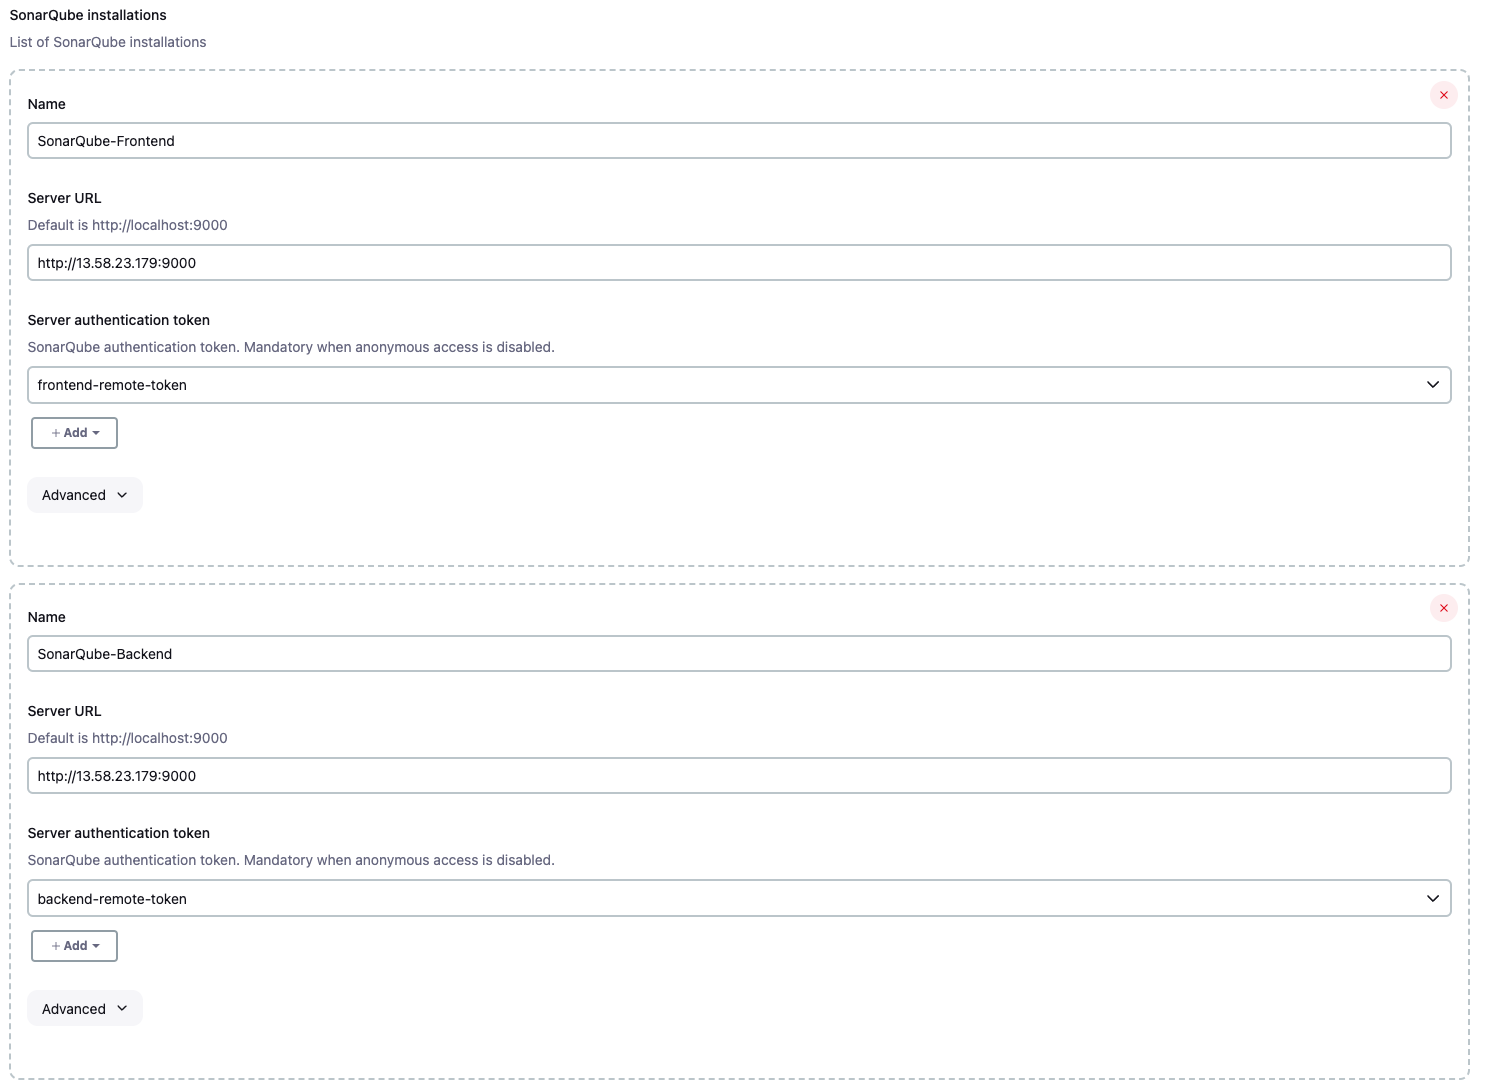 SonarQube installations
List of SonarQube installations
Name
SonarQube-Frontend
Server URL
Default is http://localhost:9000
http://13.58.23.179:9000
Server authentication token
SonarQube authentication token. Mandatory when anonymous access is disabled.
frontend-remote-token
+ Add
Advanced
Name
SonarQube-Backend
Server URL
Default is http://localhost:9000
http://13.58.23.179:9000
Server authentication token
SonarQube authentication token. Mandatory when anonymous access is disabled.
backend-remote-token
+ Add
Advanced